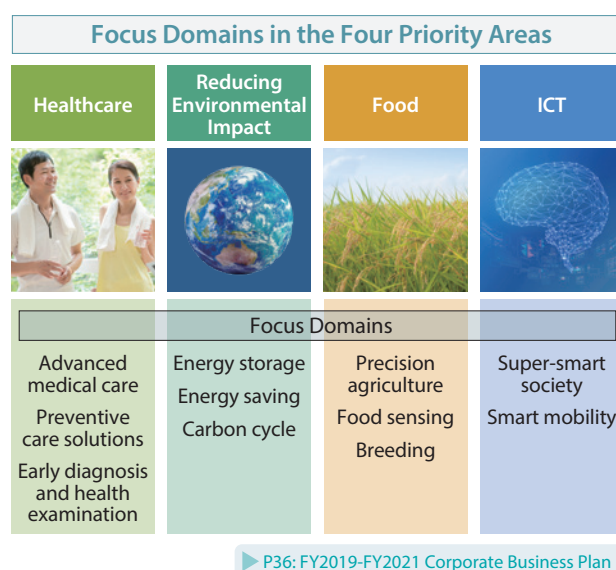 Focus Domains in the Four Priority Areas
Healthcare
Reducing
Environmental
Impact
Food
ICT
Focus Domains
Advanced
medical care
Preventive
care solutions
Early diagnosis
and health
examination
Energy storage
Energy saving
Carbon cycle
Precision
agriculture
Food sensing
Breeding
Super-smart
society
Smart mobility
P36: FY2019-FY2021 Corporate Business Plan